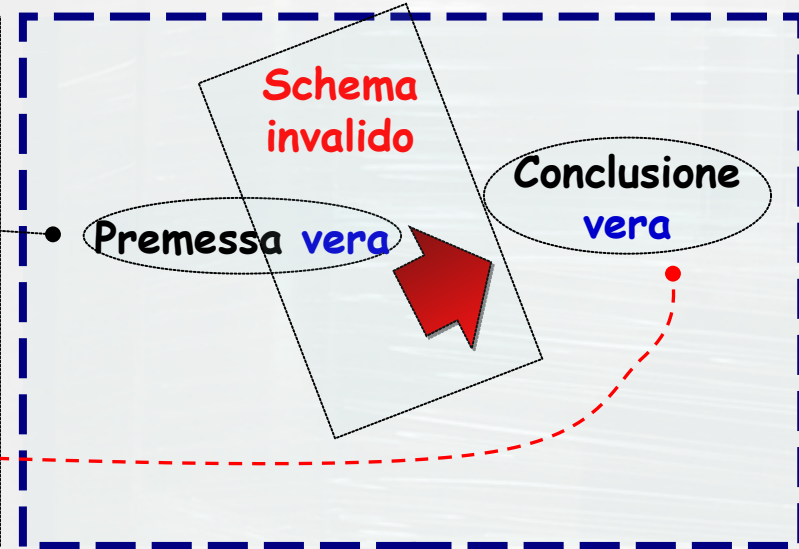 Schema
invalido
Premessa vera
Conclusione
vera